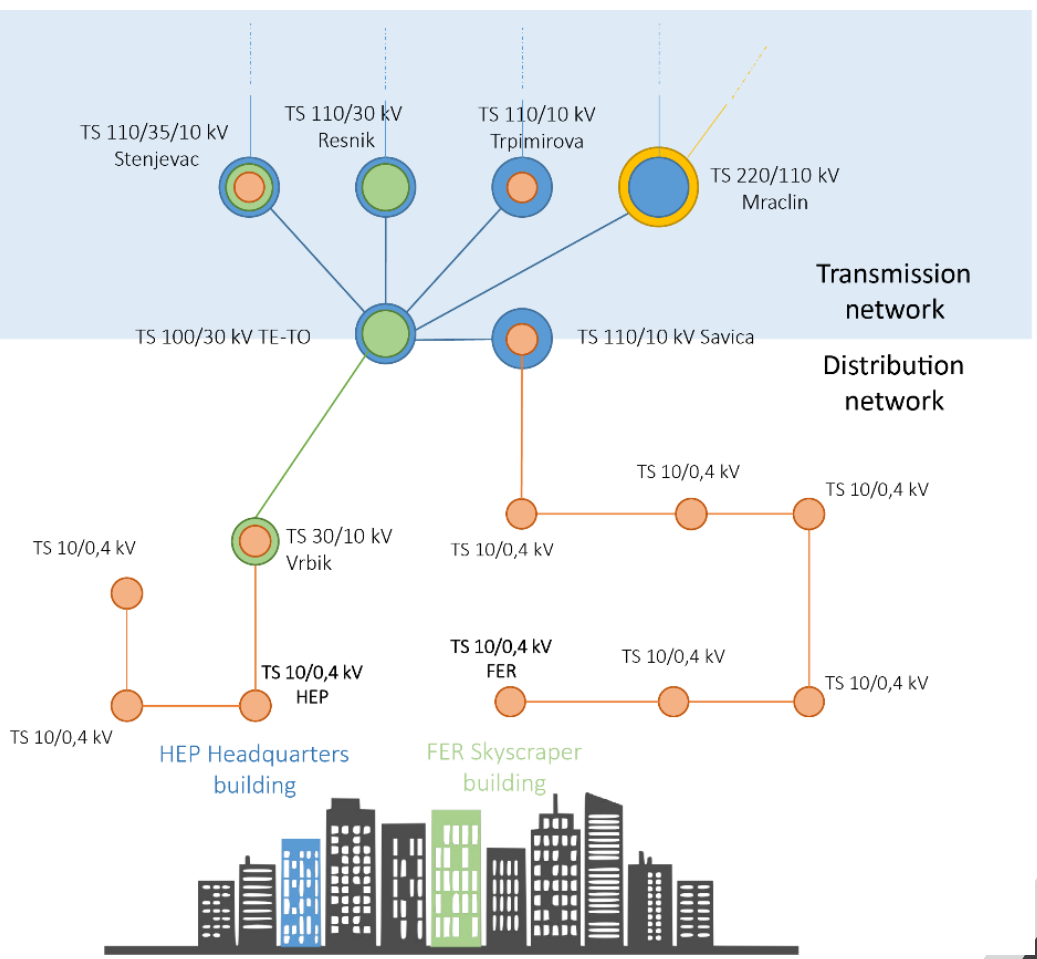 TS 110/35/10 kV
Stenjevac
TS 110/30 kV
Resnik
TS 110/10 kV
Trpimirova
TS 220/110 kV
Mraclin
Transmission
network
TS 100/30 kV TE-TO
TS 110/10 kV Savica
Distribution
network
TS 10/0,4 kV
TS 10/0,4 kV
TS 10/0,4 kV
TS 30/10 kV
Vrbik
TS 10/0,4 kV
TS 10/0,4 kV
HEP
TS 10/0,4 kV
TS 10/0,4 kV
FER
TS 10/0,4 kV
TS 10/0,4 kV
HEP Headquarters
building
FER Skyscraper
building